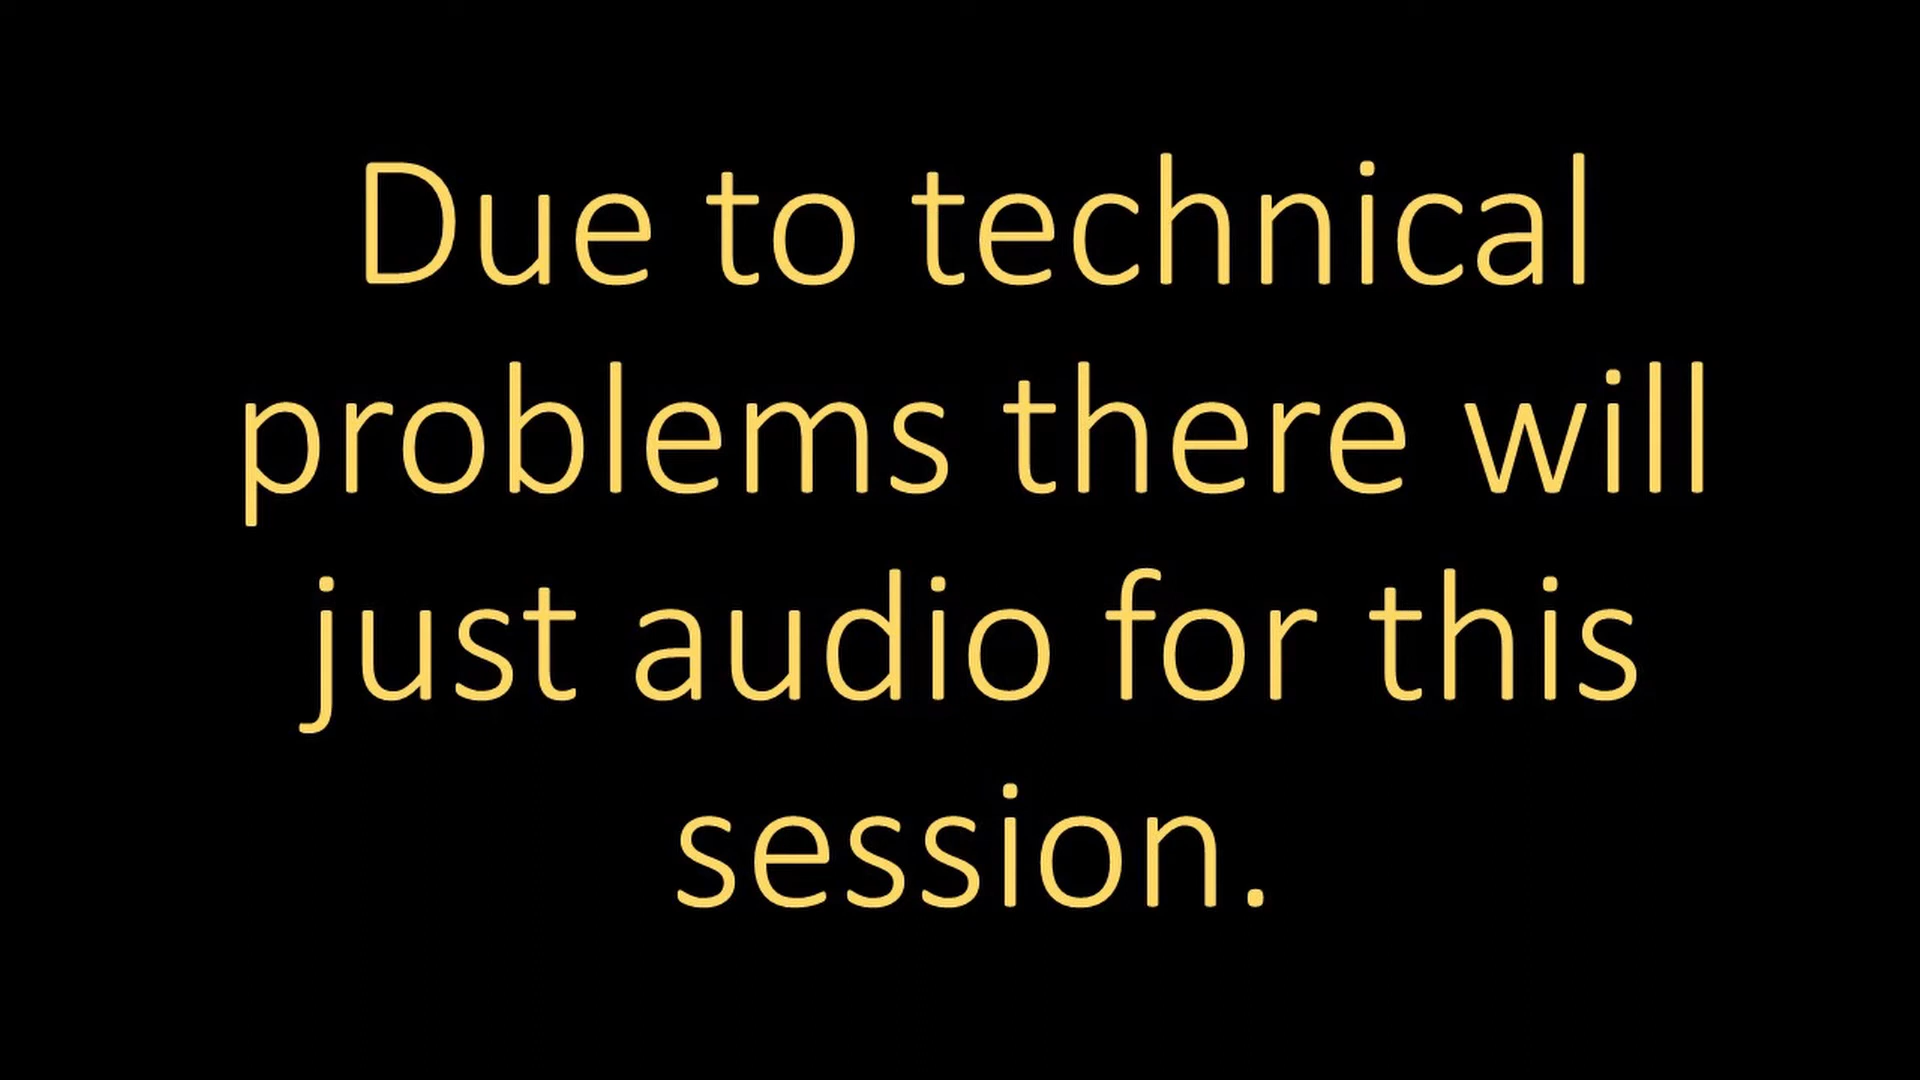 Due to technical
problems there will
just audio for this
session.